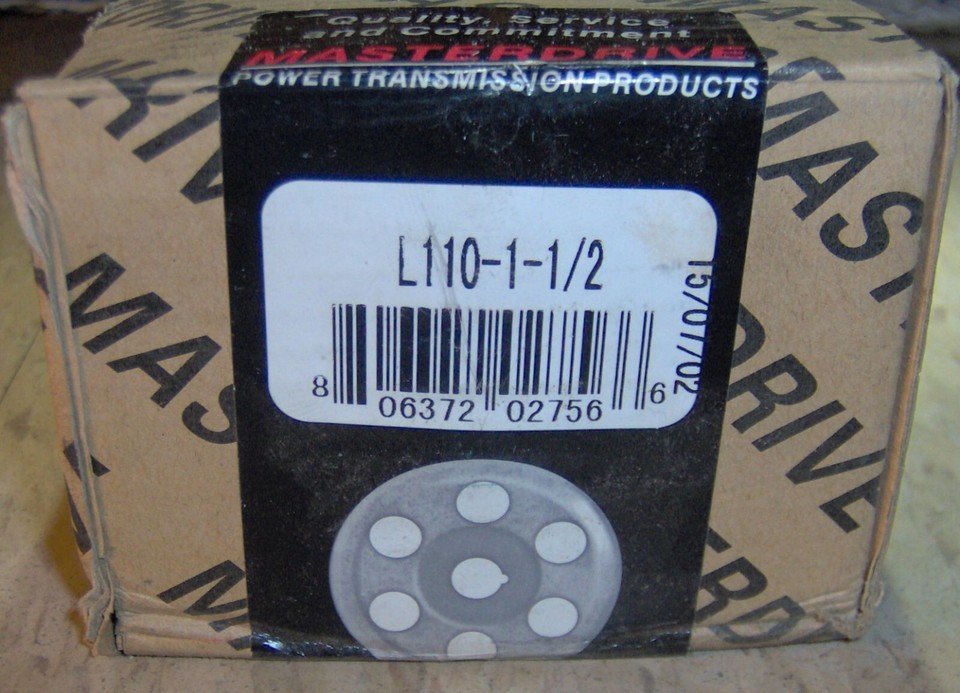 Quality, Service
and Commitment
MASTERDRIVE
POWER TRANSMISSION PRODUCTS
L110-1-1/2
15/07/02
8 06372 02756 6
MAST
DRIVE
MAS